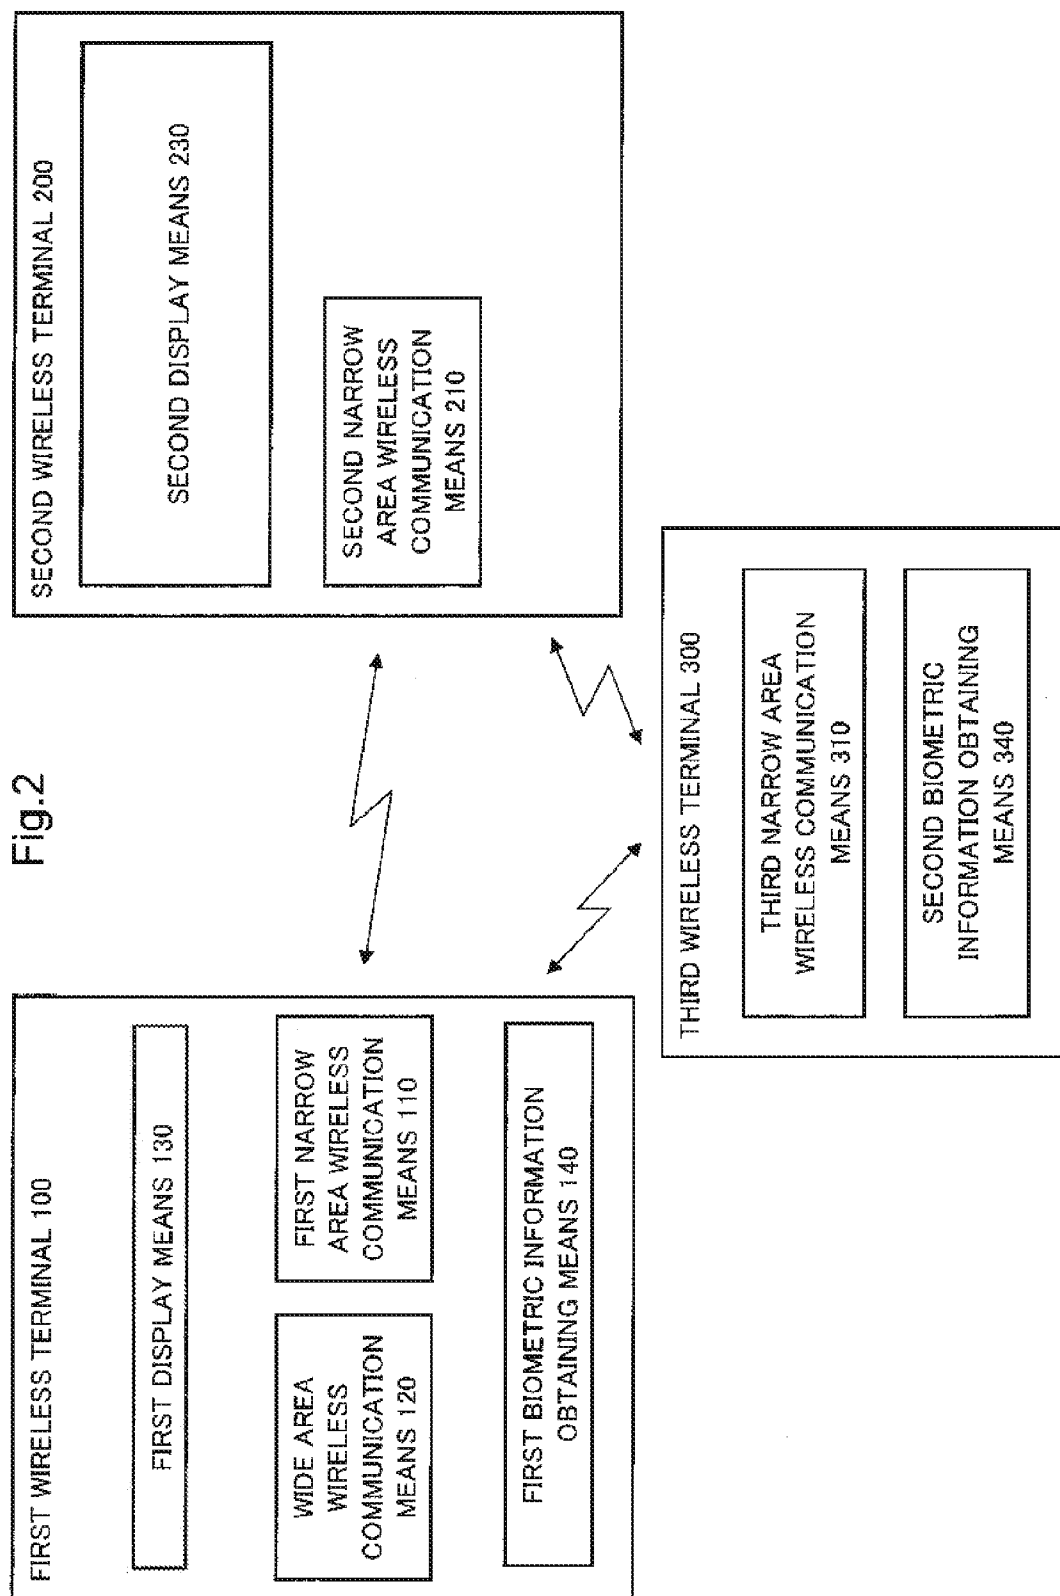 Fig.2
FIRST WIRELESS TERMINAL 100
FIRST DISPLAY MEANS 130
WIDE AREA
WIRELESS
COMMUNICATION
MEANS 120
FIRST NARROW
AREA WIRELESS
COMMUNICATION
MEANS 110
FIRST BIOMETRIC INFORMATION
OBTAINING MEANS 140
SECOND WIRELESS TERMINAL 200
SECOND DISPLAY MEANS 230
SECOND NARROW
AREA WIRELESS
COMMUNICATION
MEANS 210
THIRD WIRELESS TERMINAL 300
THIRD NARROW AREA
WIRELESS COMMUNICATION
MEANS 310
SECOND BIOMETRIC
INFORMATION OBTAINING
MEANS 340